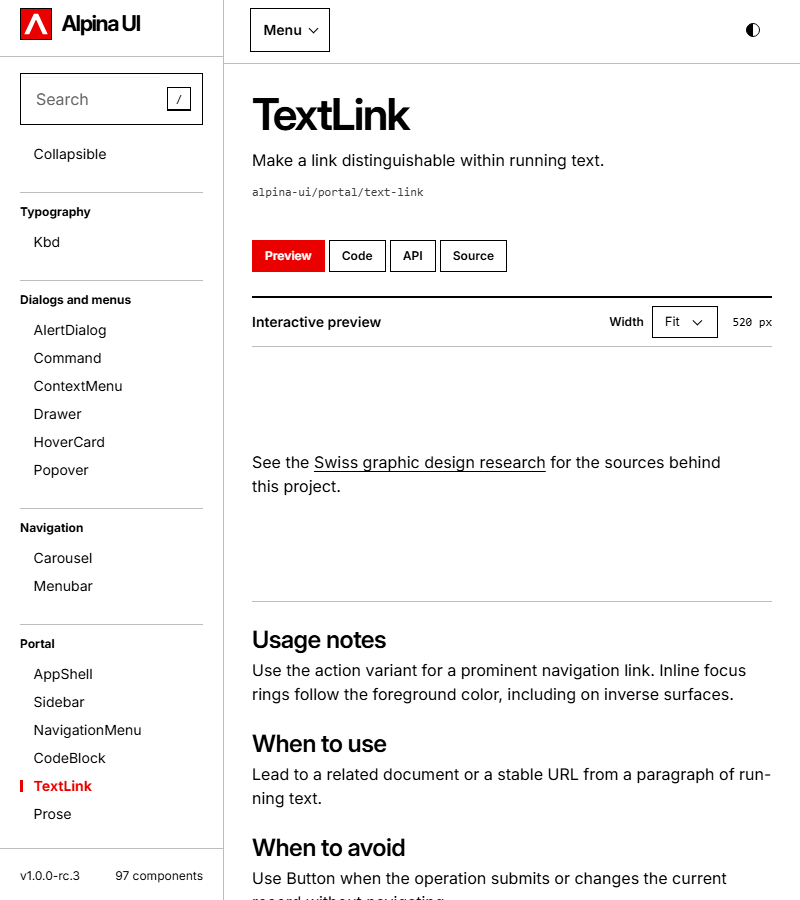 Alpina UI
Search /
Collapsible
Typography
Kbd
Dialogs and menus
AlertDialog
Command
ContextMenu
Drawer
HoverCard
Popover
Navigation
Carousel
Menubar
Portal
AppShell
Sidebar
NavigationMenu
CodeBlock
TextLink
Prose
v1.0.0-rc.3 97 components
Menu
TextLink
Make a link distinguishable within running text.
alpina-ui/portal/text-link
Preview Code API Source
Interactive preview Width Fit 520 px
See the Swiss graphic design research for the sources behind
this project.
Usage notes
Use the action variant for a prominent navigation link. Inline focus
rings follow the foreground color, including on inverse surfaces.
When to use
Lead to a related document or a stable URL from a paragraph of run-
ning text.
When to avoid
Use Button when the operation submits or changes the current
record without navigating.